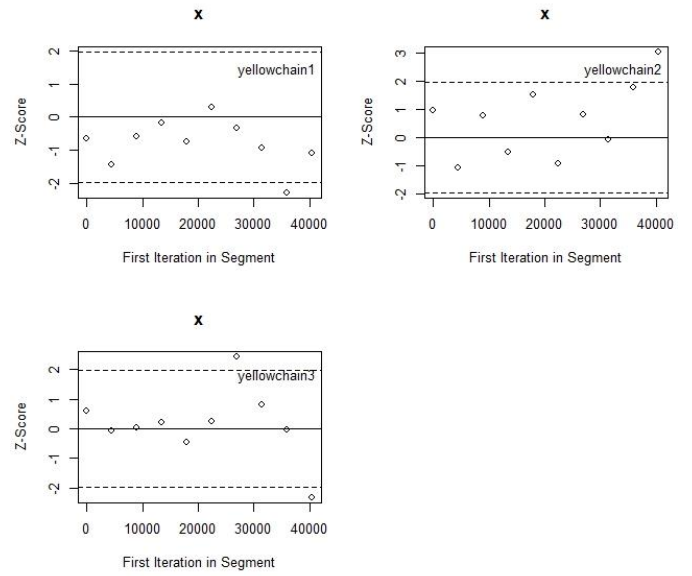 x
yellowchain1
Z-Score
2
1
0
-1
-2
0 10000 20000 30000 40000
First Iteration in Segment
x
yellowchain2
Z-Score
3
2
1
0
-1
-2
0 10000 20000 30000 40000
First Iteration in Segment
x
yellowchain3
Z-Score
2
1
0
-1
-2
0 10000 20000 30000 40000
First Iteration in Segment